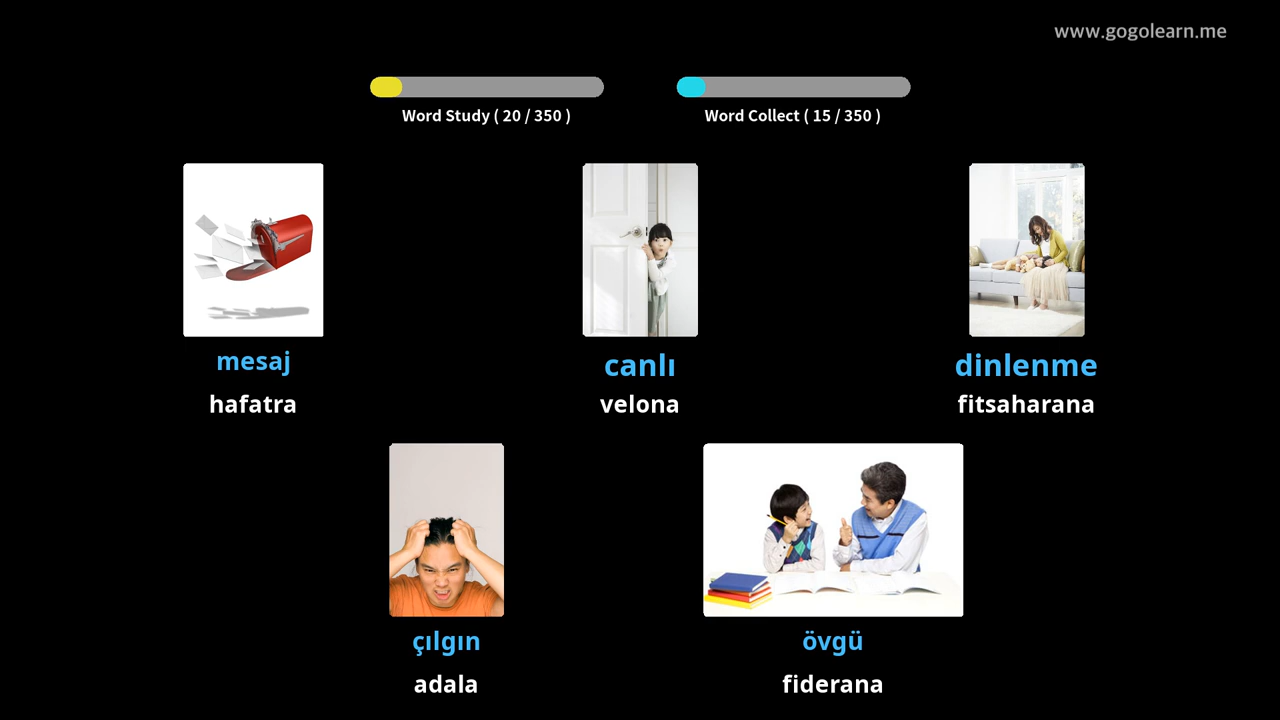 www.gogolearn.me
Word Study ( 20 / 350 )
Word Collect ( 15 / 350 )
mesaj
hafatra
canlı
velona
dinlenme
fitsaharana
çılgın
adala
övgü
fiderana